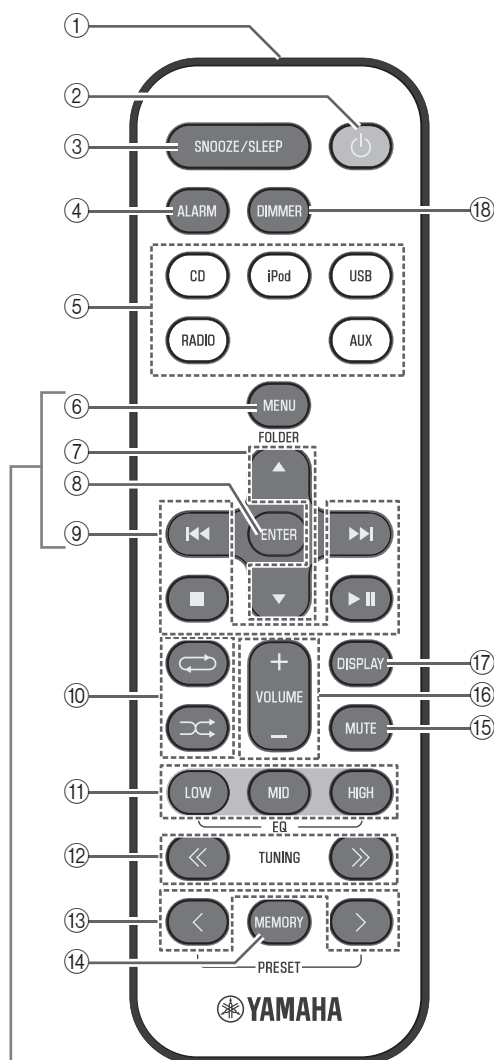 ①
②
③ SNOOZE/SLEEP
④ ALARM DIMMER ⑱
⑤ CD iPod USB
RADIO AUX
⑥ MENU
⑦ FOLDER
⑧ ENTER
⑨
⑩ DISPLAY ⑰
VOLUME ⑯
MUTE ⑮
⑪ LOW MID HIGH
EQ
⑫ TUNING
⑬ MEMORY
⑭
PRESET
YAMAHA